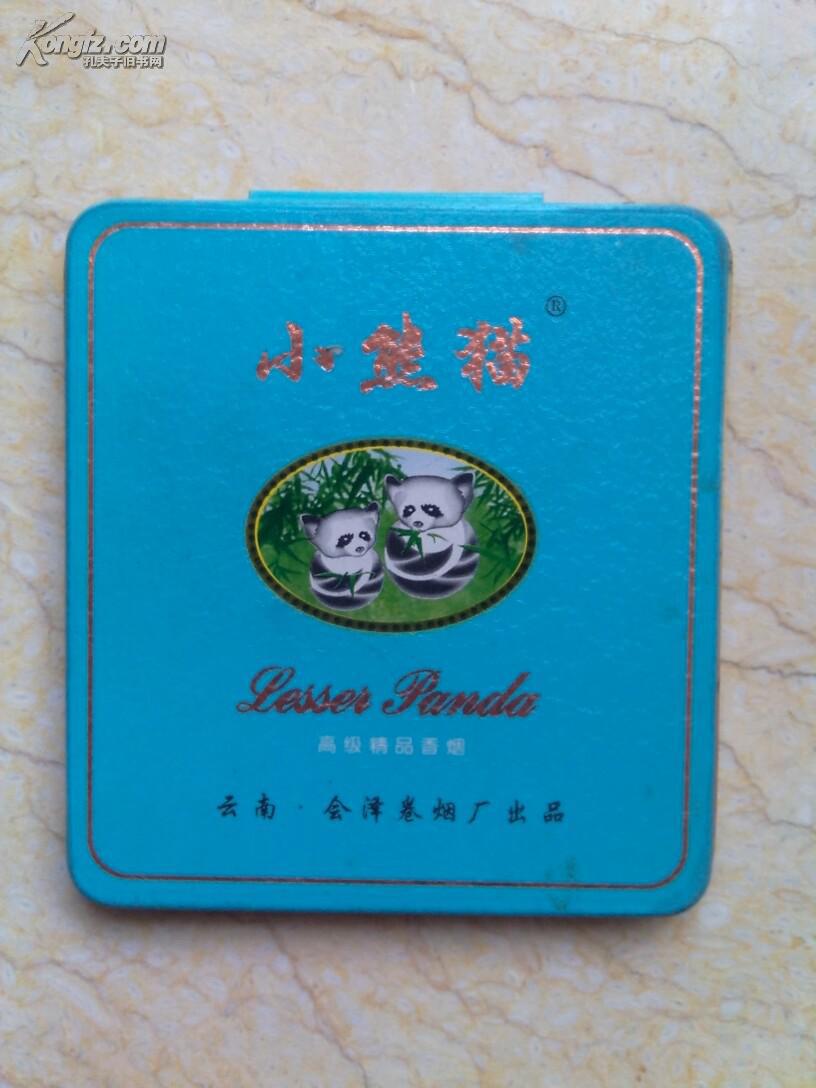 Kongfz.com
孔夫子旧书网
小熊猫®
Lesser Panda
高级精品香烟
云南·会泽卷烟厂出品